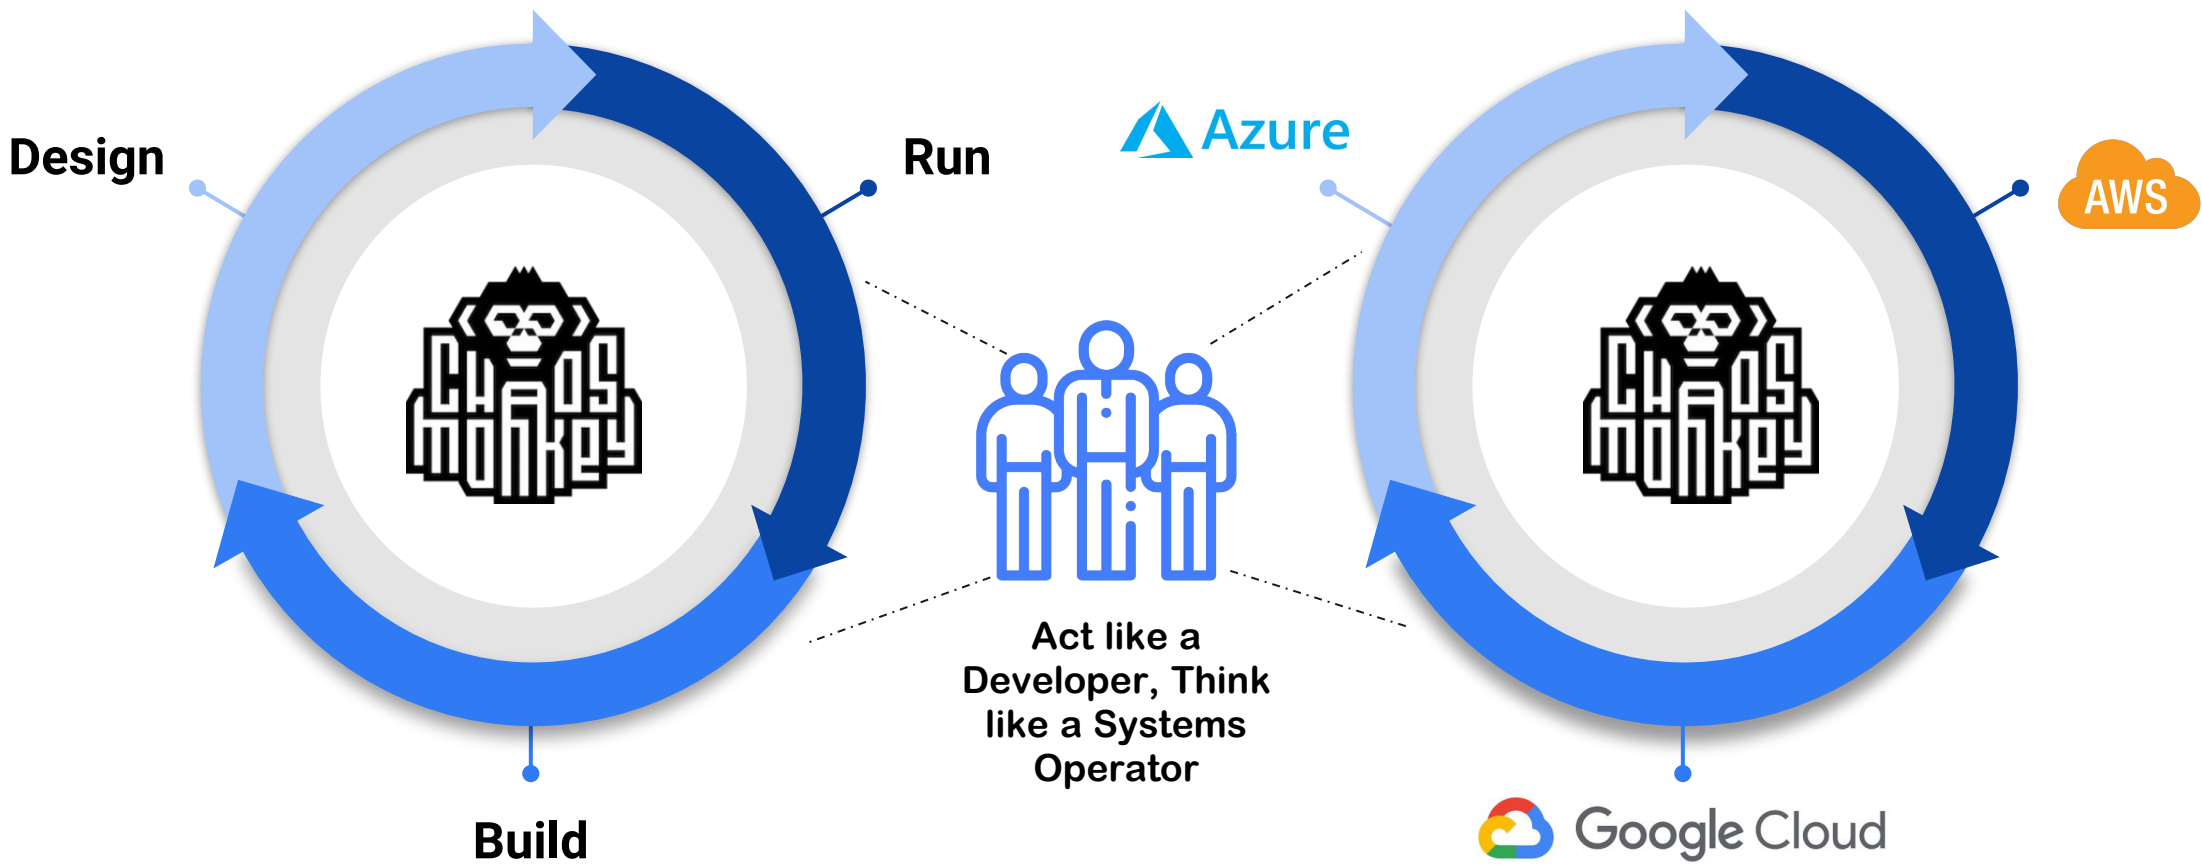 Design
Run
CHAOS
monkey
Build
Act like a
Developer, Think
like a Systems
Operator
Azure
AWS
CHAOS
monkey
Google Cloud